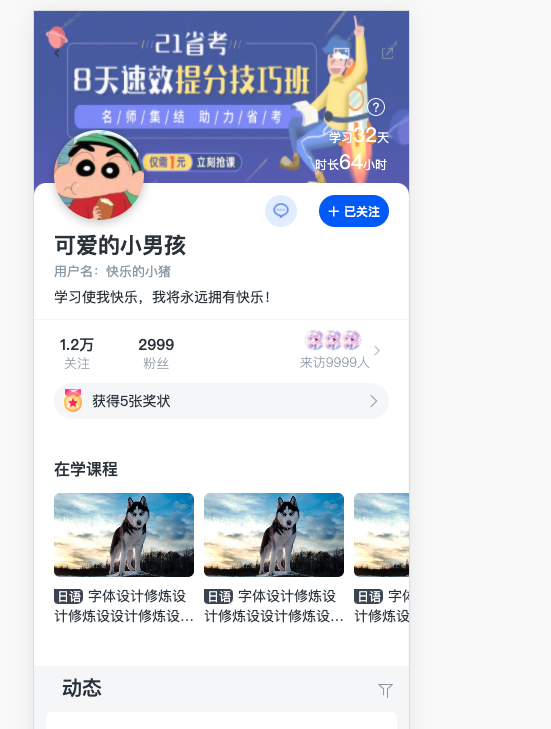 21省考
8天速效提分技巧班
名/师/集/结 助/力/省/考
?
学习32天
仅需1元 立刻抢课
时长64小时
+ 已关注
可爱的小男孩
用户名：快乐的小猪
学习使我快乐，我将永远拥有快乐！
1.2万 2999
关注 粉丝 来访9999人
获得5张奖状
在学课程
日语 字体设计修炼设 日语 字体设计修炼设 日语 字体
计修炼设设计修炼设... 计修炼设设计修炼设... 计修炼设
动态